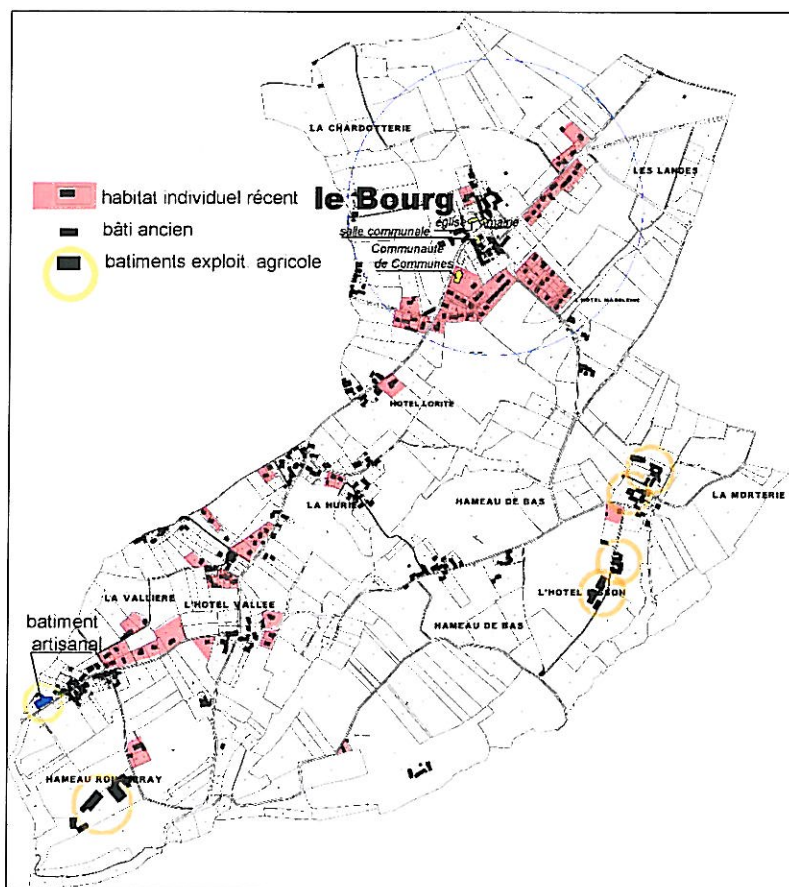 LA CHARDOTTERIE
LES LANDES
habitat individuel récent
le Bourg
bâti ancien
église mairie
salle communale
Communauté
de Communes
batiments exploit. agricole
L'HOTEL MADELEINE
HOTEL LORITE
LA HURIE
HAMEAU DE BAS
LA MORTERIE
LA VALLIERE
L'HOTEL VALLEE
HAMEAU DE BAS
batiment
artisanal
HAMEAU